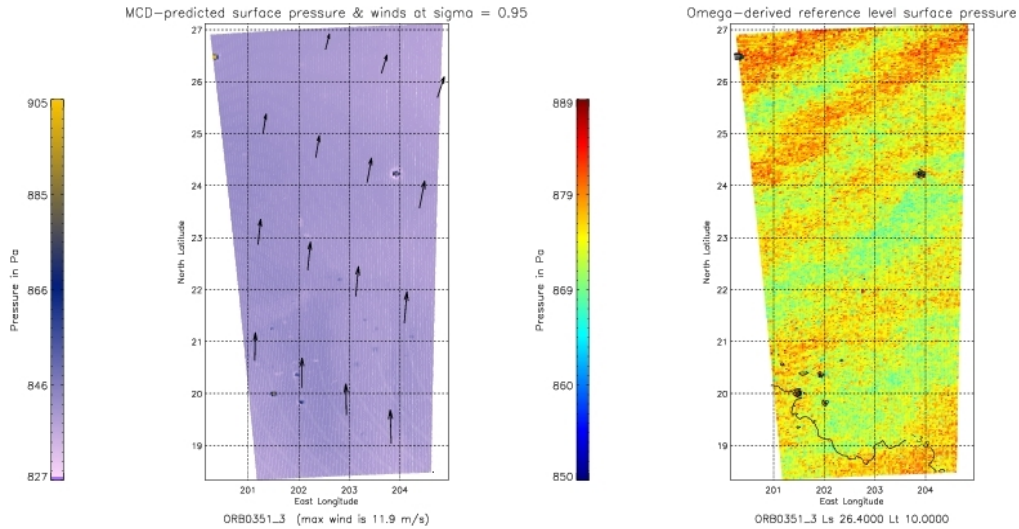 MCD-predicted surface pressure & winds at sigma = 0.95
Pressure in Pa
905
885
866
846
827
North Latitude
27
26
25
24
23
22
21
20
19
201 202 203 204
East Longitude
ORB0351_3 (max wind is 11.9 m/s)
Omega-derived reference level surface pressure
Pressure in Pa
889
879
869
860
850
North Latitude
27
26
25
24
23
22
21
20
19
201 202 203 204
East Longitude
ORB0351_3 Ls 26.4000 Lt 10.0000